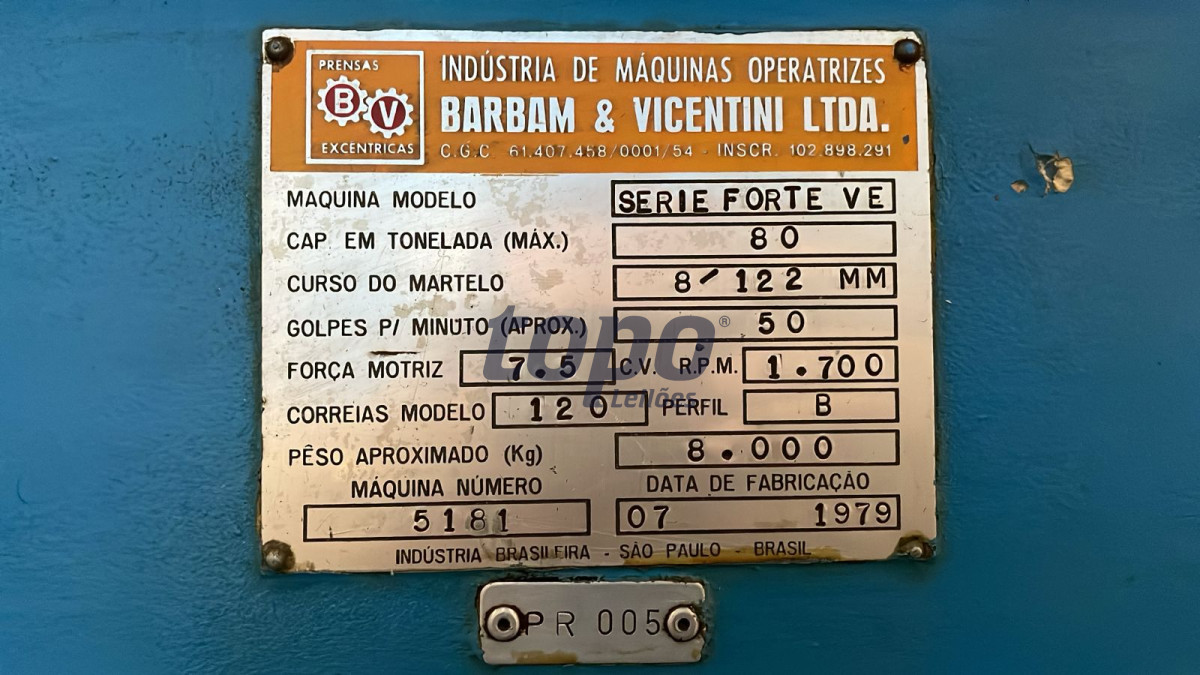 PRENSAS
B V
EXCENTRICAS
INDÚSTRIA DE MÁQUINAS OPERATRIZES
BARBAM & VICENTINI LTDA.
C.G.C. 61.407.458/0001/54 - INSCR. 102.898.291
MAQUINA MODELO SERIE FORTE VE
CAP. EM TONELADA (MÁX.) 80
CURSO DO MARTELO 8/122 MM
GOLPES P/ MINUTO (APROX.) 50
FORÇA MOTRIZ 7.5 C.V. R.P.M. 1.700
CORREIAS MODELO 120 PERFIL B
PÊSO APROXIMADO (Kg) 8.000
MÁQUINA NÚMERO DATA DE FABRICAÇÃO
5181 07 1979
INDÚSTRIA BRASILEIRA - SÃO PAULO - BRASIL
PR 005
topo®
Leilões